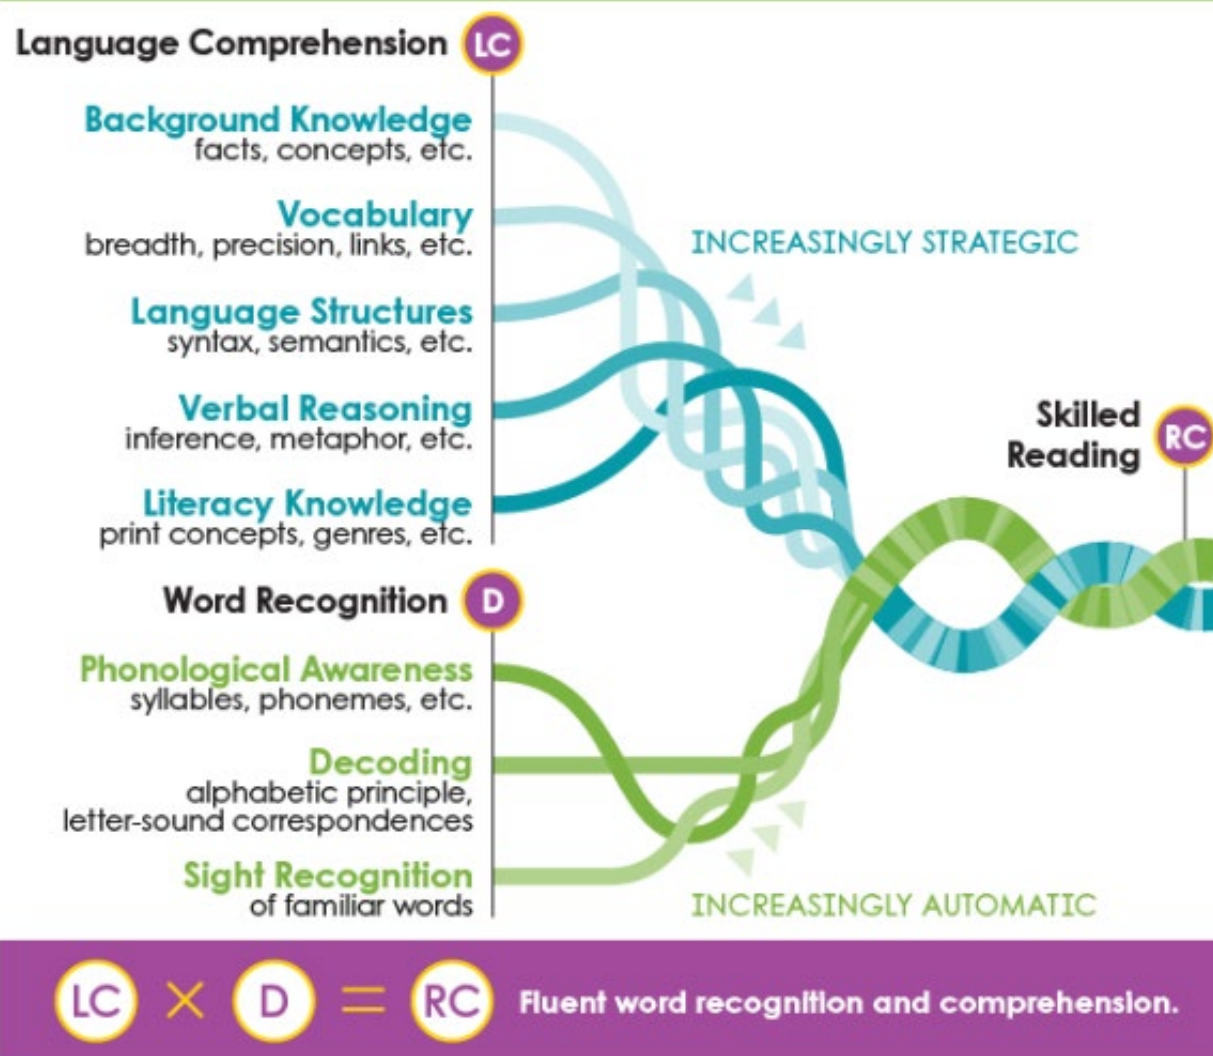 Language Comprehension LC
Background Knowledge
facts, concepts, etc.
Vocabulary
breadth, precision, links, etc.
Language Structures
syntax, semantics, etc.
Verbal Reasoning
inference, metaphor, etc.
Literacy Knowledge
print concepts, genres, etc.
INCREASINGLY STRATEGIC
Skilled
Reading
RC
Word Recognition D
Phonological Awareness
syllables, phonemes, etc.
Decoding
alphabetic principle,
letter-sound correspondences
Sight Recognition
of familiar words
INCREASINGLY AUTOMATIC
LC × D = RC Fluent word recognition and comprehension.